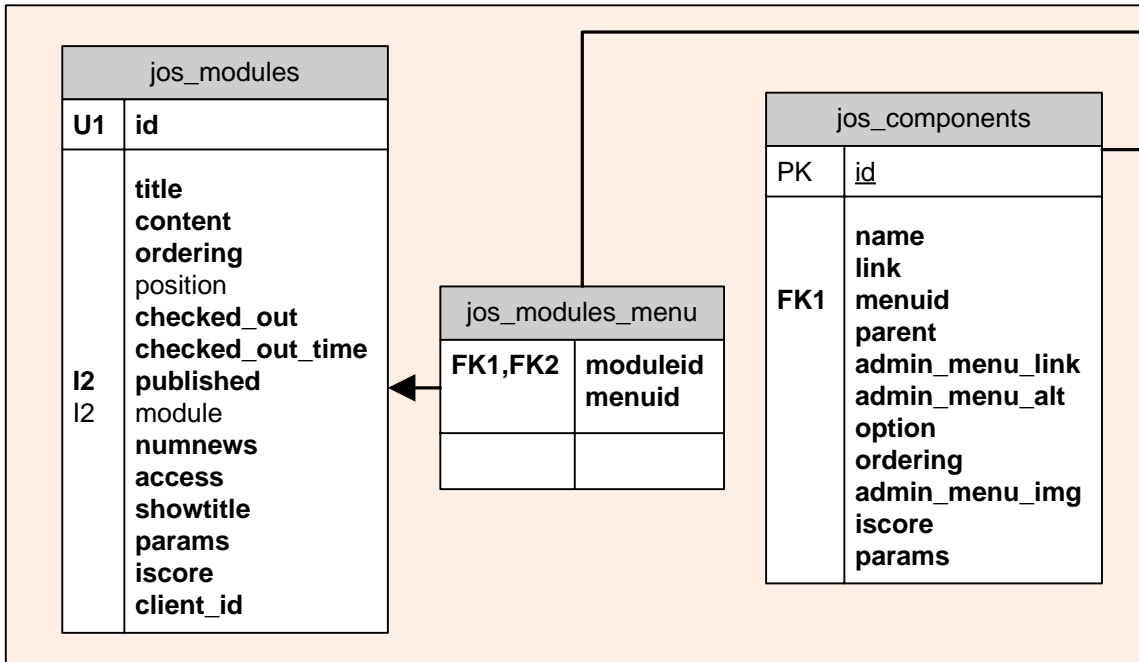 jos_modules
U1 id
title
content
ordering
position
checked_out
checked_out_time
I2 published
I2 module
numnews
access
showtitle
params
iscore
client_id
jos_modules_menu
FK1,FK2 moduleid
menuid
jos_components
PK id
name
link
FK1 menuid
parent
admin_menu_link
admin_menu_alt
option
ordering
admin_menu_img
iscore
params